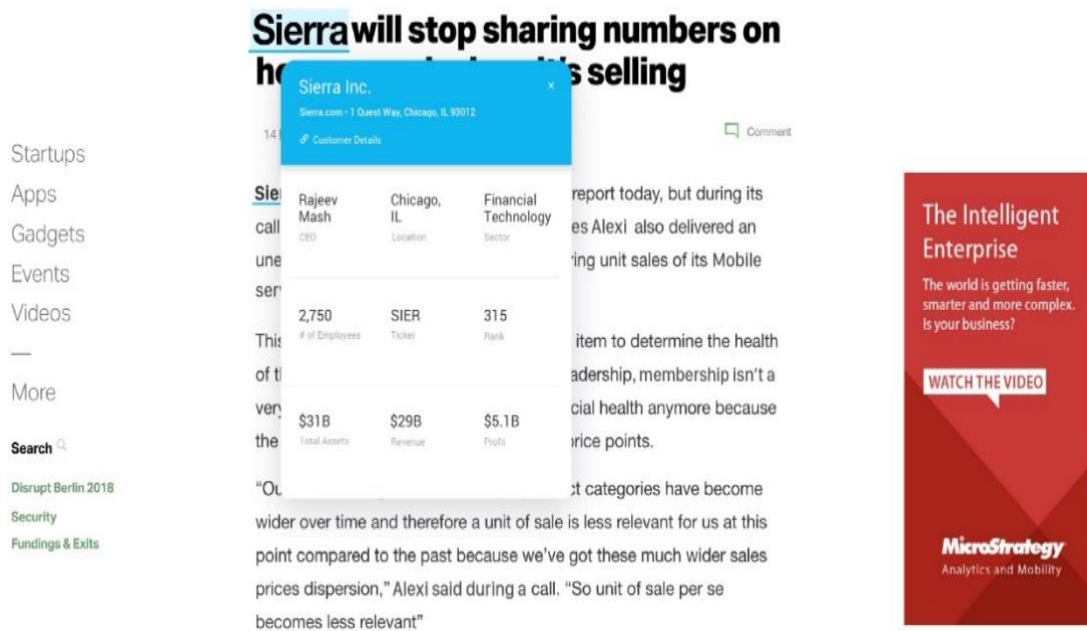 Sierra will stop sharing numbers on
it's selling
Sierra Inc.
×
Sierra.com • 1 Quest Way, Chicago, IL 93012
Customer Details
14
Comment
Startups
Apps
Gadgets
Events
Videos
—
More
Search
Disrupt Berlin 2018
Security
Fundings & Exits
Rajeev
Mash
CEO
Chicago,
IL
Location
Financial
Technology
Sector
2,750
# of Employees
SIER
Ticker
315
Rank
$31B
Total Assets
$29B
Revenue
$5.1B
Profit
report today, but during its
call Alexi also delivered an
unit sales of its Mobile
This item to determine the health
membership isn't a
health anymore because
the price points.
categories have become
wider over time and therefore a unit of sale is less relevant for us at this
point compared to the past because we've got these much wider sales
prices dispersion,” Alexi said during a call. “So unit of sale per se
becomes less relevant”
The Intelligent
Enterprise
The world is getting faster,
smarter and more complex.
Is your business?
WATCH THE VIDEO
MicroStrategy
Analytics and Mobility